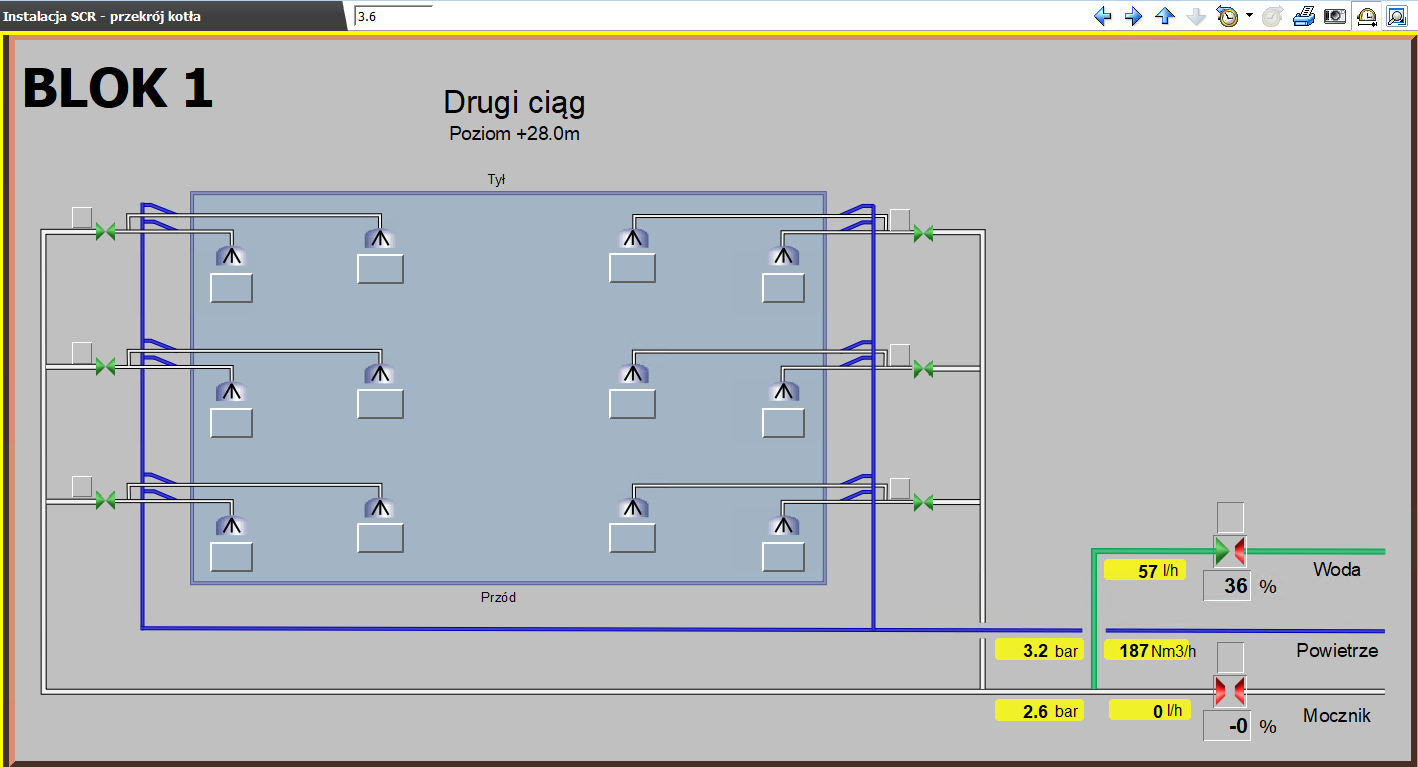 Instalacja SCR - przekrój kotła
3.6
BLOK 1
Drugi ciąg
Poziom +28.0m
Tył
Przód
57 l/h
36 %
Woda
3.2 bar
187 Nm3/h
Powietrze
2.6 bar
0 l/h
-0 %
Mocznik